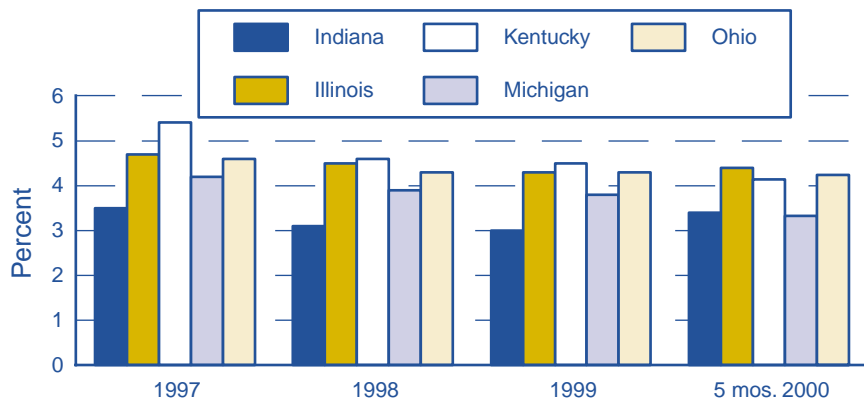 Indiana Kentucky Ohio
Illinois Michigan
6
5
4
3
2
1
0
Percent
1997 1998 1999 5 mos. 2000